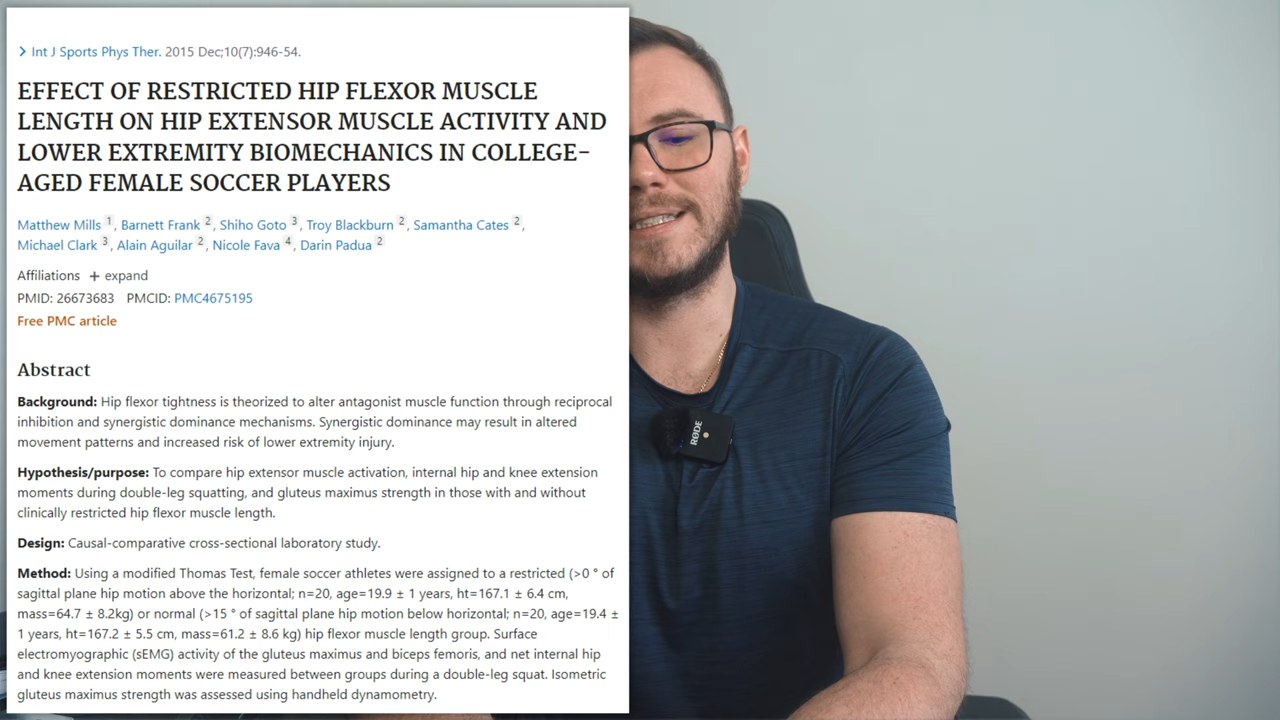 > Int J Sports Phys Ther. 2015 Dec;10(7):946-54.
EFFECT OF RESTRICTED HIP FLEXOR MUSCLE
LENGTH ON HIP EXTENSOR MUSCLE ACTIVITY AND
LOWER EXTREMITY BIOMECHANICS IN COLLEGE-
AGED FEMALE SOCCER PLAYERS
Matthew Mills 1, Barnett Frank 2, Shiho Goto 3, Troy Blackburn 2, Samantha Cates 2,
Michael Clark 3, Alain Aguilar 2, Nicole Fava 4, Darin Padua 2
Affiliations + expand
PMID: 26673683 PMCID: PMC4675195
Free PMC article
Abstract
Background: Hip flexor tightness is theorized to alter antagonist muscle function through reciprocal
inhibition and synergistic dominance mechanisms. Synergistic dominance may result in altered
movement patterns and increased risk of lower extremity injury.
Hypothesis/purpose: To compare hip extensor muscle activation, internal hip and knee extension
moments during double-leg squatting, and gluteus maximus strength in those with and without
clinically restricted hip flexor muscle length.
Design: Causal-comparative cross-sectional laboratory study.
Method: Using a modified Thomas Test, female soccer athletes were assigned to a restricted (>0 ° of
sagittal plane hip motion above the horizontal; n=20, age=19.9 ± 1 years, ht=167.1 ± 6.4 cm,
mass=64.7 ± 8.2kg) or normal (>15 ° of sagittal plane hip motion below horizontal; n=20, age=19.4 ±
1 years, ht=167.2 ± 5.5 cm, mass=61.2 ± 8.6 kg) hip flexor muscle length group. Surface
electromyographic (sEMG) activity of the gluteus maximus and biceps femoris, and net internal hip
and knee extension moments were measured between groups during a double-leg squat. Isometric
gluteus maximus strength was assessed using handheld dynamometry.
RØDE